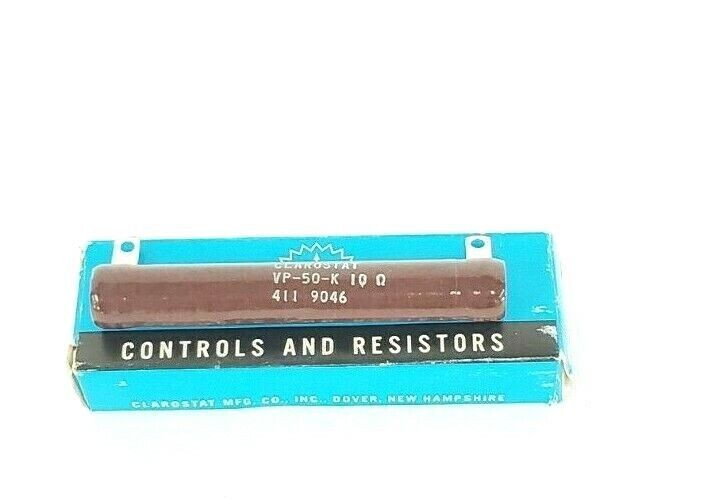 CLAROSTAT
VP-50-K 10 Ω
411 9046
CONTROLS AND RESISTORS
CLAROSTAT MFG. CO., INC., DOVER, NEW HAMPSHIRE